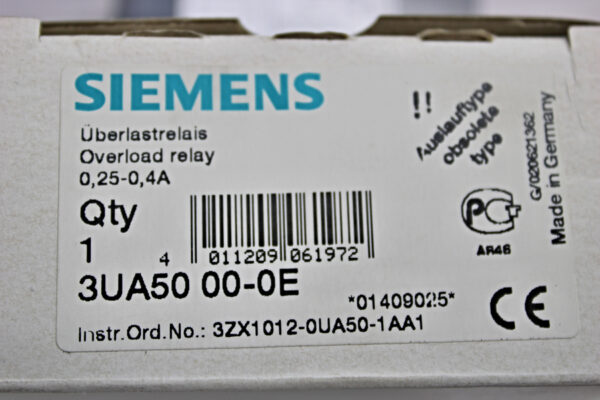 SIEMENS
Überlastrelais
Overload relay
0,25-0,4A
Qty
1
4 011209 061972
3UA50 00-0E
*01409025*
Instr.Ord.No.: 3ZX1012-0UA50-1AA1
!!
Auslauftype
obsolete
type
РСТ
G/020621362
Made in Germany
CE